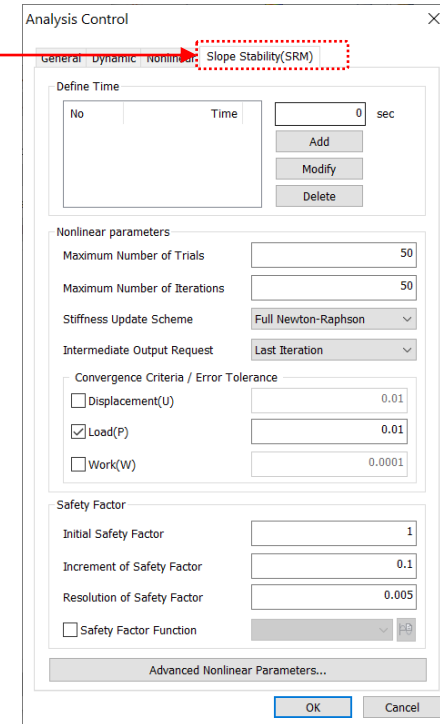 Analysis Control
General Dynamic Nonlinear Slope Stability(SRM)
Define Time
No Time
0 sec
Add
Modify
Delete
Nonlinear parameters
Maximum Number of Trials 50
Maximum Number of Iterations 50
Stiffness Update Scheme Full Newton-Raphson
Intermediate Output Request Last Iteration
Convergence Criteria / Error Tolerance
Displacement(U) 0.01
Load(P) 0.01
Work(W) 0.0001
Safety Factor
Initial Safety Factor 1
Increment of Safety Factor 0.1
Resolution of Safety Factor 0.005
Safety Factor Function
Advanced Nonlinear Parameters...
OK Cancel